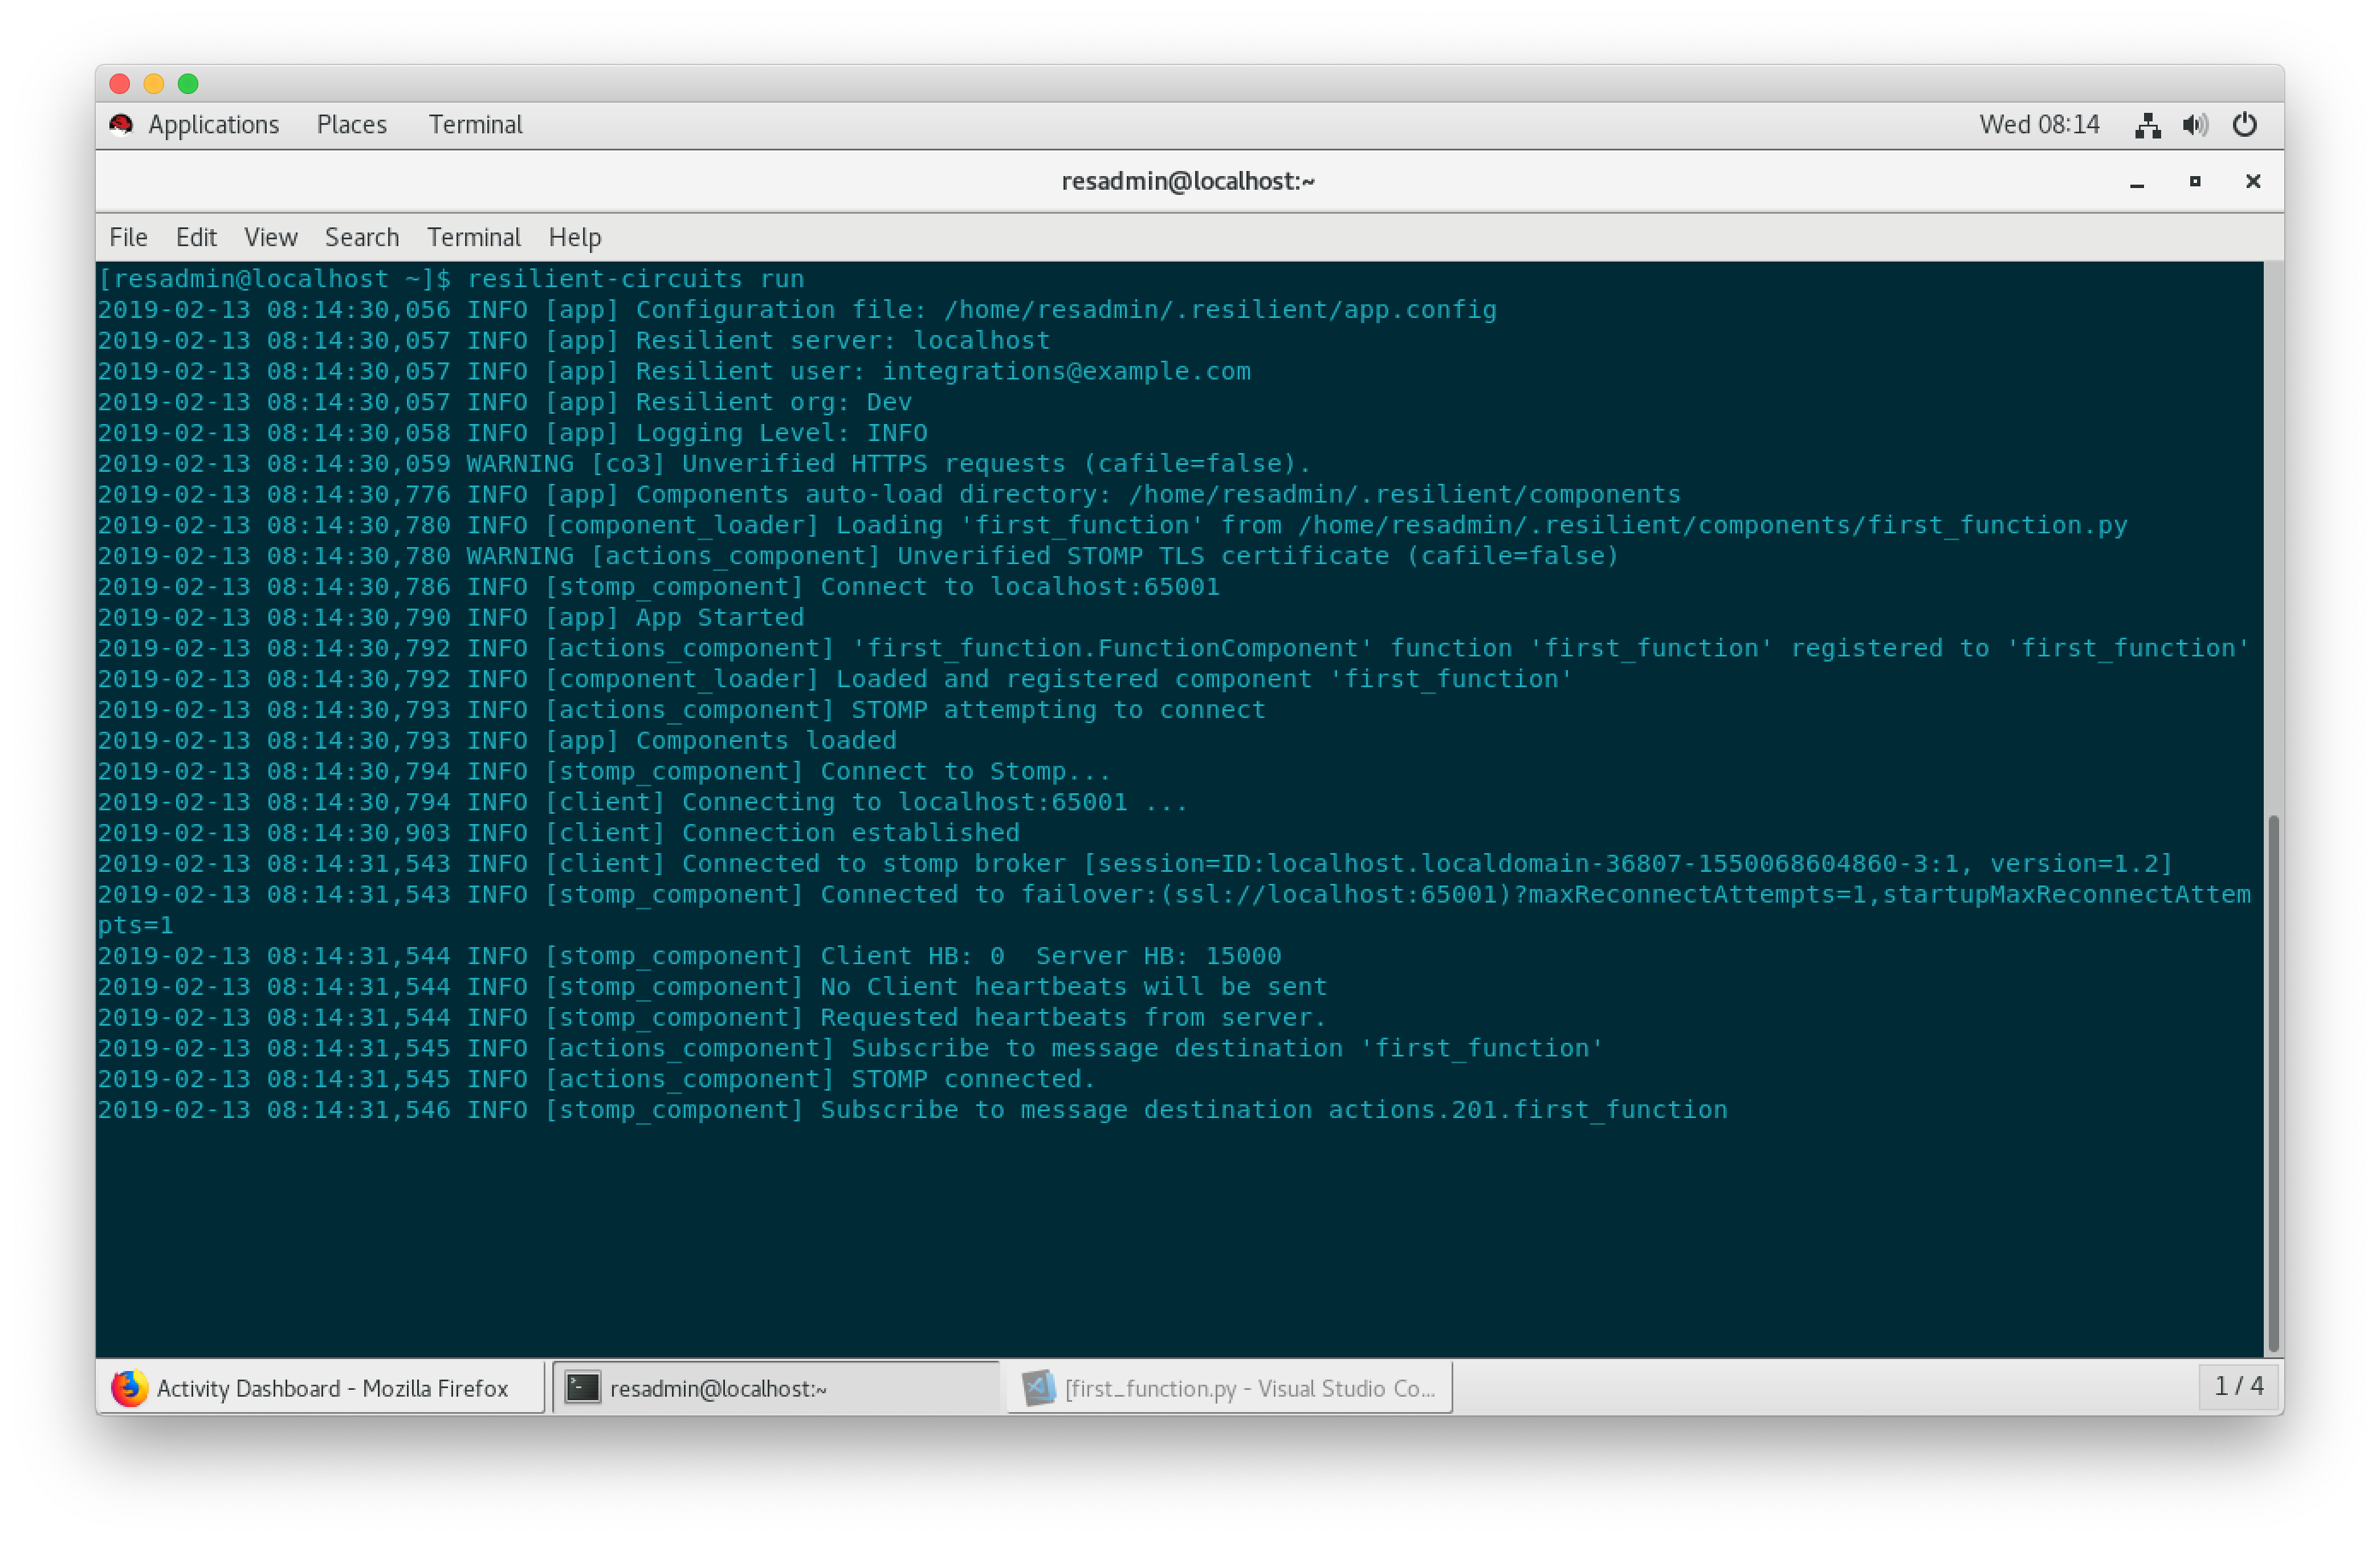 Applications Places Terminal Wed 08:14
resadmin@localhost:~
File Edit View Search Terminal Help
[resadmin@localhost ~]$ resilient-circuits run
2019-02-13 08:14:30,056 INFO [app] Configuration file: /home/resadmin/.resilient/app.config
2019-02-13 08:14:30,057 INFO [app] Resilient server: localhost
2019-02-13 08:14:30,057 INFO [app] Resilient user: integrations@example.com
2019-02-13 08:14:30,057 INFO [app] Resilient org: Dev
2019-02-13 08:14:30,058 INFO [app] Logging Level: INFO
2019-02-13 08:14:30,059 WARNING [co3] Unverified HTTPS requests (cafile=false).
2019-02-13 08:14:30,776 INFO [app] Components auto-load directory: /home/resadmin/.resilient/components
2019-02-13 08:14:30,780 INFO [component_loader] Loading 'first_function' from /home/resadmin/.resilient/components/first_function.py
2019-02-13 08:14:30,780 WARNING [actions_component] Unverified STOMP TLS certificate (cafile=false)
2019-02-13 08:14:30,786 INFO [stomp_component] Connect to localhost:65001
2019-02-13 08:14:30,790 INFO [app] App Started
2019-02-13 08:14:30,792 INFO [actions_component] 'first_function.FunctionComponent' function 'first_function' registered to 'first_function'
2019-02-13 08:14:30,792 INFO [component_loader] Loaded and registered component 'first_function'
2019-02-13 08:14:30,793 INFO [actions_component] STOMP attempting to connect
2019-02-13 08:14:30,793 INFO [app] Components loaded
2019-02-13 08:14:30,794 INFO [stomp_component] Connect to Stomp...
2019-02-13 08:14:30,794 INFO [client] Connecting to localhost:65001 ...
2019-02-13 08:14:30,903 INFO [client] Connection established
2019-02-13 08:14:31,543 INFO [client] Connected to stomp broker [session=ID:localhost.localdomain-36807-1550068604860-3:1, version=1.2]
2019-02-13 08:14:31,543 INFO [stomp_component] Connected to failover:(ssl://localhost:65001)?maxReconnectAttempts=1,startupMaxReconnectAttem
pts=1
2019-02-13 08:14:31,544 INFO [stomp_component] Client HB: 0  Server HB: 15000
2019-02-13 08:14:31,544 INFO [stomp_component] No Client heartbeats will be sent
2019-02-13 08:14:31,544 INFO [stomp_component] Requested heartbeats from server.
2019-02-13 08:14:31,545 INFO [actions_component] Subscribe to message destination 'first_function'
2019-02-13 08:14:31,545 INFO [actions_component] STOMP connected.
2019-02-13 08:14:31,546 INFO [stomp_component] Subscribe to message destination actions.201.first_function
Activity Dashboard - Mozilla Firefox resadmin@localhost:~ [first_function.py - Visual Studio Co... 1 / 4